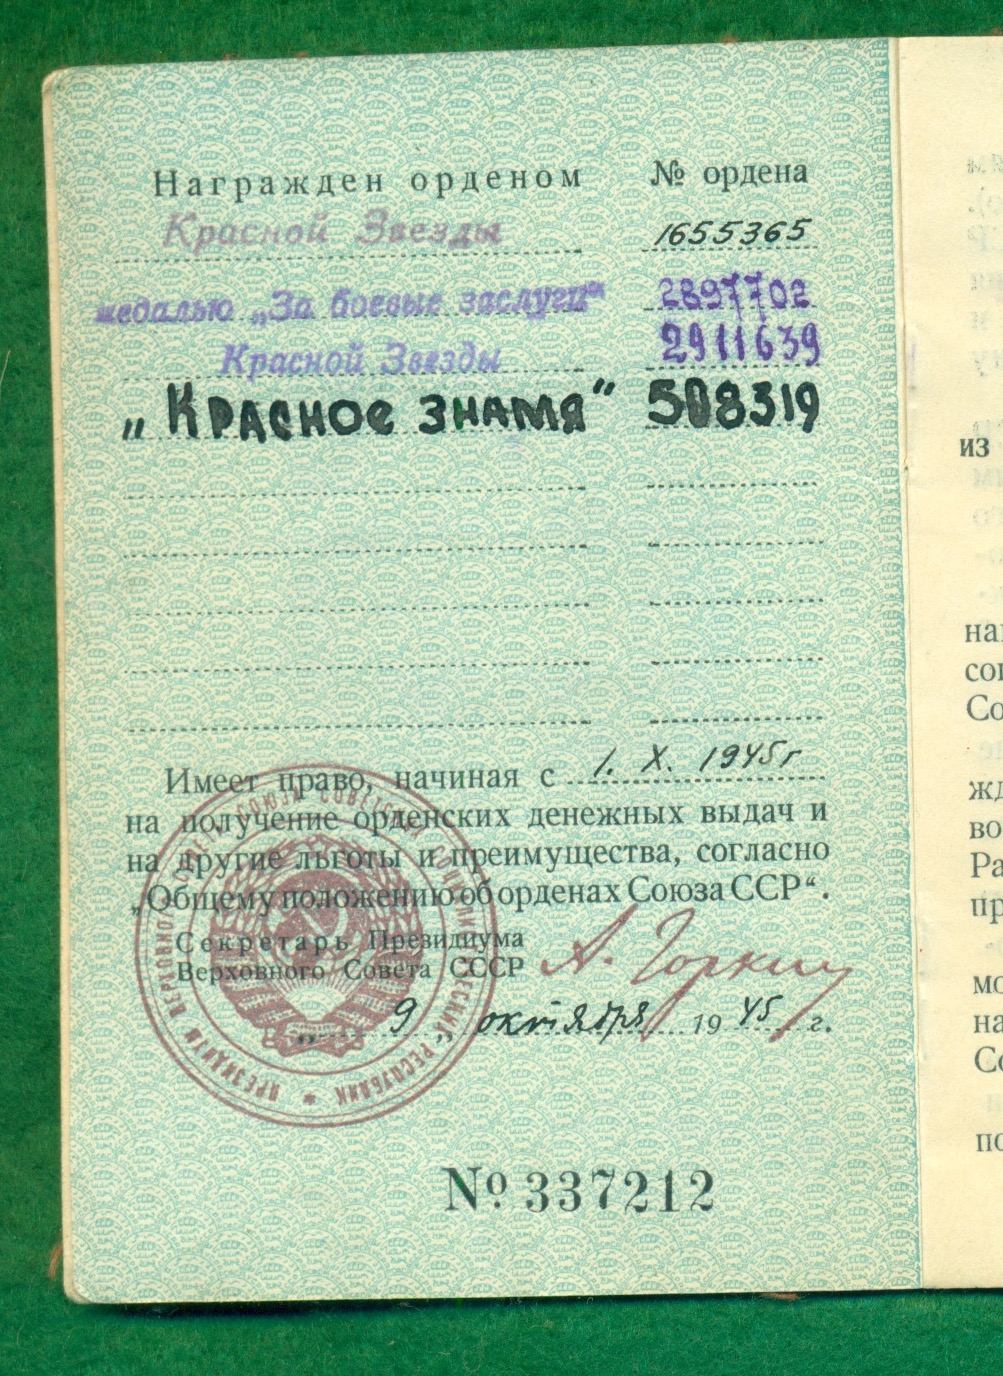 Награжден орденом № ордена
Красной Звезды 1655365
медалью „За боевые заслуги“ 2897702
Красной Звезды 2911639
„Красное знамя” 508319
Имеет право, начиная с 1. X. 1945г
на получение орденских денежных выдач и
на другие льготы и преимущества, согласно
„Общему положению об орденах Союза ССР“.
Секретарь Президиума
Верховного Совета СССР А. Горкин
„ 9 „ октября 1945 г.
№ 337212
из